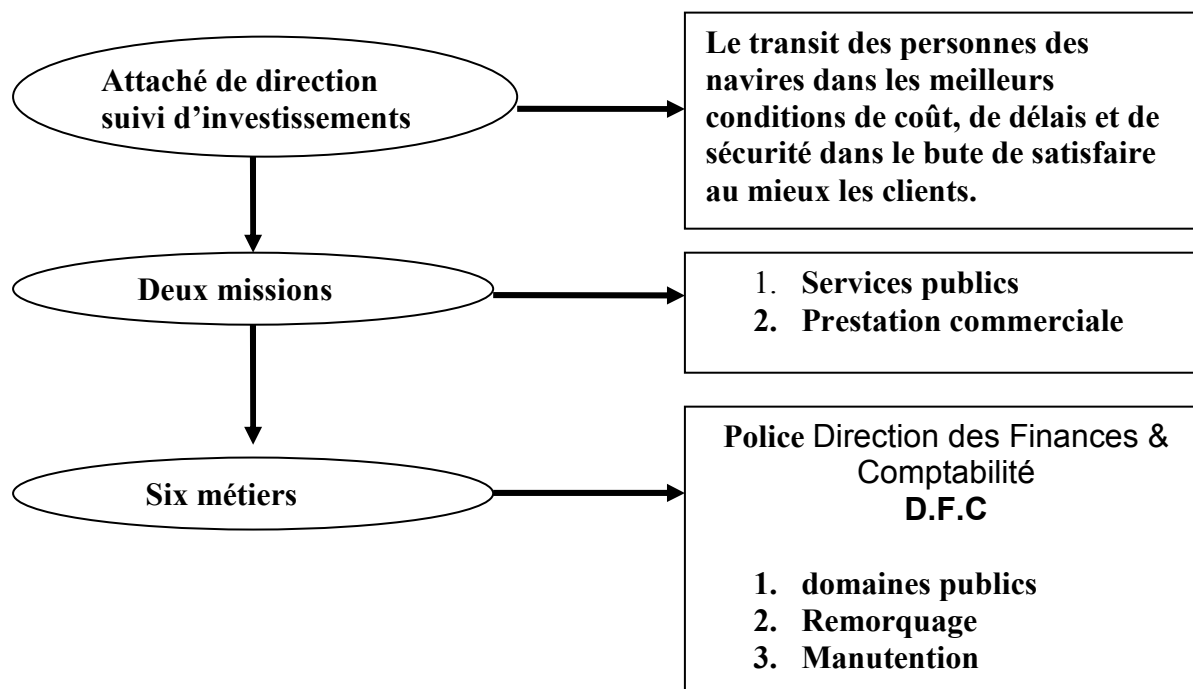 Attaché de direction
suivi d’investissements
Le transit des personnes des
navires dans les meilleurs
conditions de coût, de délais et de
sécurité dans le bute de satisfaire
au mieux les clients.
Deux missions
1. Services publics
2. Prestation commerciale
Six métiers
Police Direction des Finances &
Comptabilité
D.F.C
1. domaines publics
2. Remorquage
3. Manutention